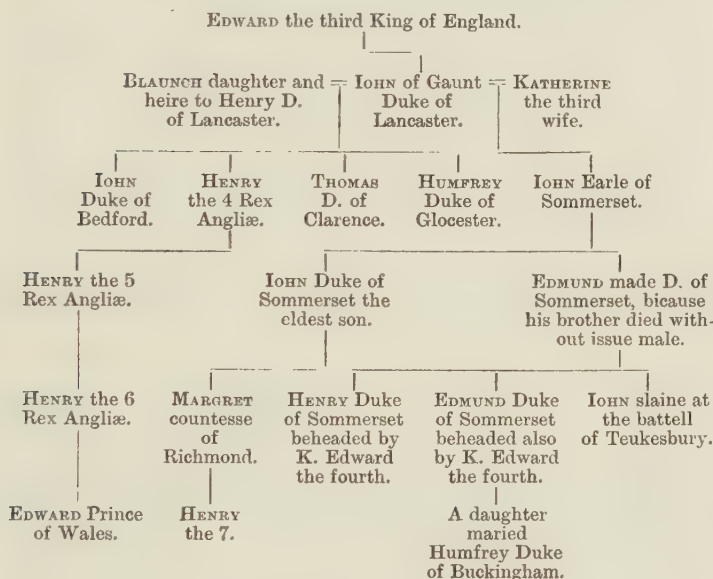 EDWARD the third King of England.
BLAUNCH daughter and = IOHN of Gaunt = KATHERINE
heire to Henry D. Duke of the third
of Lancaster. Lancaster. wife.
IOHN HENRY THOMAS HUMFREY IOHN Earle of
Duke of the 4 Rex D. of Duke of Sommerset.
Bedford. Angliæ. Clarence. Glocester.
HENRY the 5 IOHN Duke of EDMUND made D. of
Rex Angliæ. Sommerset the Sommerset, bicause
eldest son. his brother died with-
out issue male.
HENRY the 6 MARGRET HENRY Duke EDMUND Duke IOHN slaine at
Rex Angliæ. countesse of Sommerset of Sommerset the battell
of beheaded by beheaded also of Teukesbury.
Richmond. K. Edward by K. Edward
the fourth. the fourth.
EDWARD Prince HENRY A daughter
of Wales. the 7. maried
Humfrey Duke
of Buckingham.